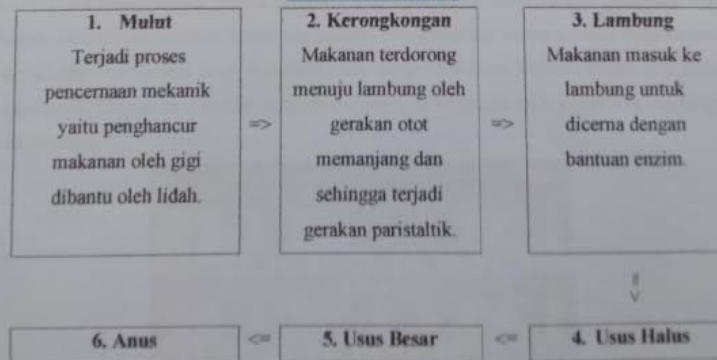 1. Mulut
Terjadi proses
pencernaan mekanik
yaitu penghancur
makanan oleh gigi
dibantu oleh lidah.
=>
2. Kerongkongan
Makanan terdorong
menuju lambung oleh
gerakan otot
memanjang dan
sehingga terjadi
gerakan paristaltik.
=>
3. Lambung
Makanan masuk ke
lambung untuk
dicerna dengan
bantuan enzim.
=>
4. Usus Halus
<=
5. Usus Besar
<=
6. Anus